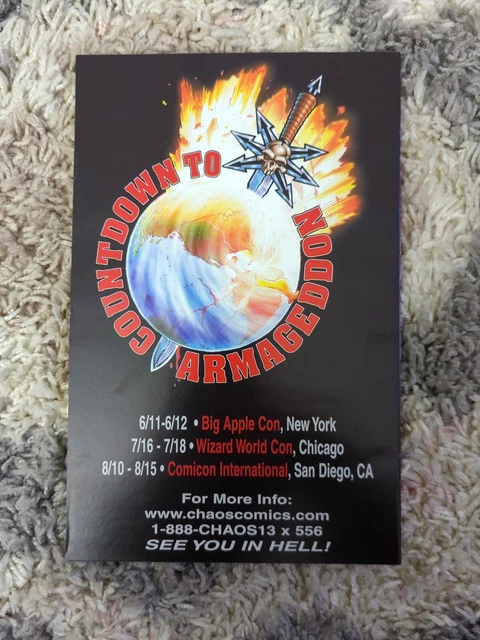 COUNTDOWN TO
ARMAGEDDON
6/11-6/12 • Big Apple Con, New York
7/16 - 7/18 • Wizard World Con, Chicago
8/10 - 8/15 • Comicon International, San Diego, CA
For More Info:
www.chaoscomics.com
1-888-CHAOS13 x 556
SEE YOU IN HELL!